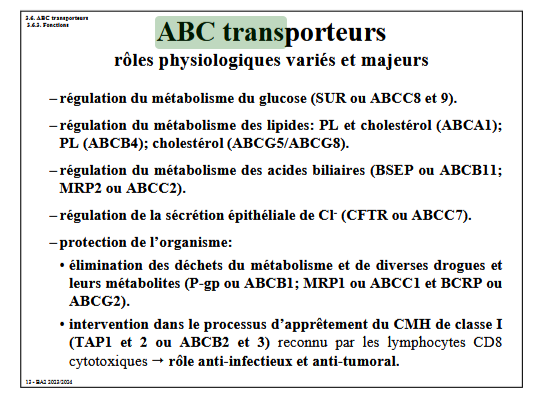 3.6. ABC transporteurs
3.6.3. Fonctions
ABC transporteurs
rôles physiologiques variés et majeurs
– régulation du métabolisme du glucose (SUR ou ABCC8 et 9).
– régulation du métabolisme des lipides: PL et cholestérol (ABCA1);
PL (ABCB4); cholestérol (ABCG5/ABCG8).
– régulation du métabolisme des acides biliaires (BSEP ou ABCB11;
MRP2 ou ABCC2).
– régulation de la sécrétion épithéliale de Cl⁻ (CFTR ou ABCC7).
– protection de l’organisme:
• élimination des déchets du métabolisme et de diverses drogues et
leurs métabolites (P-gp ou ABCB1; MRP1 ou ABCC1 et BCRP ou
ABCG2).
• intervention dans le processus d’apprêtement du CMH de classe I
(TAP1 et 2 ou ABCB2 et 3) reconnu par les lymphocytes CD8
cytotoxiques → rôle anti-infectieux et anti-tumoral.
13 - BA2 2023/2024